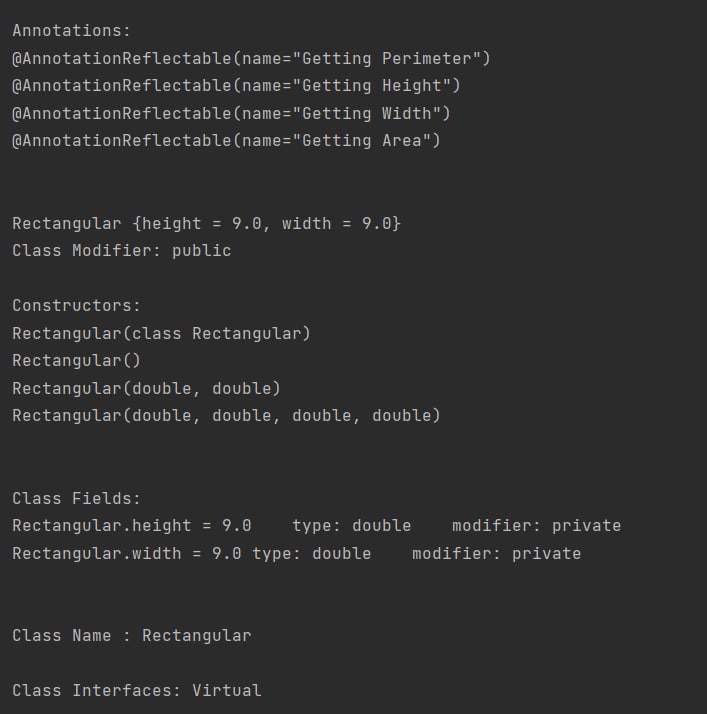 Annotations:
@AnnotationReflectable(name="Getting Perimeter")
@AnnotationReflectable(name="Getting Height")
@AnnotationReflectable(name="Getting Width")
@AnnotationReflectable(name="Getting Area")
Rectangular {height = 9.0, width = 9.0}
Class Modifier: public
Constructors:
Rectangular(class Rectangular)
Rectangular()
Rectangular(double, double)
Rectangular(double, double, double, double)
Class Fields:
Rectangular.height = 9.0    type: double    modifier: private
Rectangular.width = 9.0 type: double    modifier: private
Class Name : Rectangular
Class Interfaces: Virtual